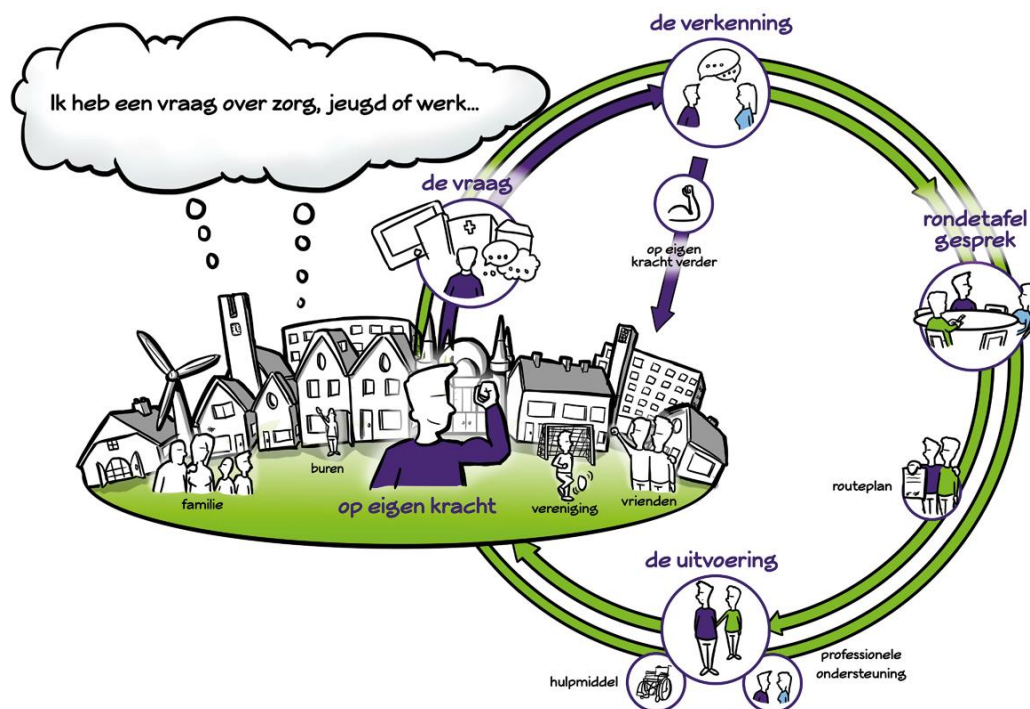 de verkenning
Ik heb een vraag over zorg, jeugd of werk...
de vraag
op eigen
kracht verder
rondetafel
gesprek
buren
familie
op eigen kracht
vereniging
vrienden
routeplan
de uitvoering
hulpmiddel
professionele
ondersteuning